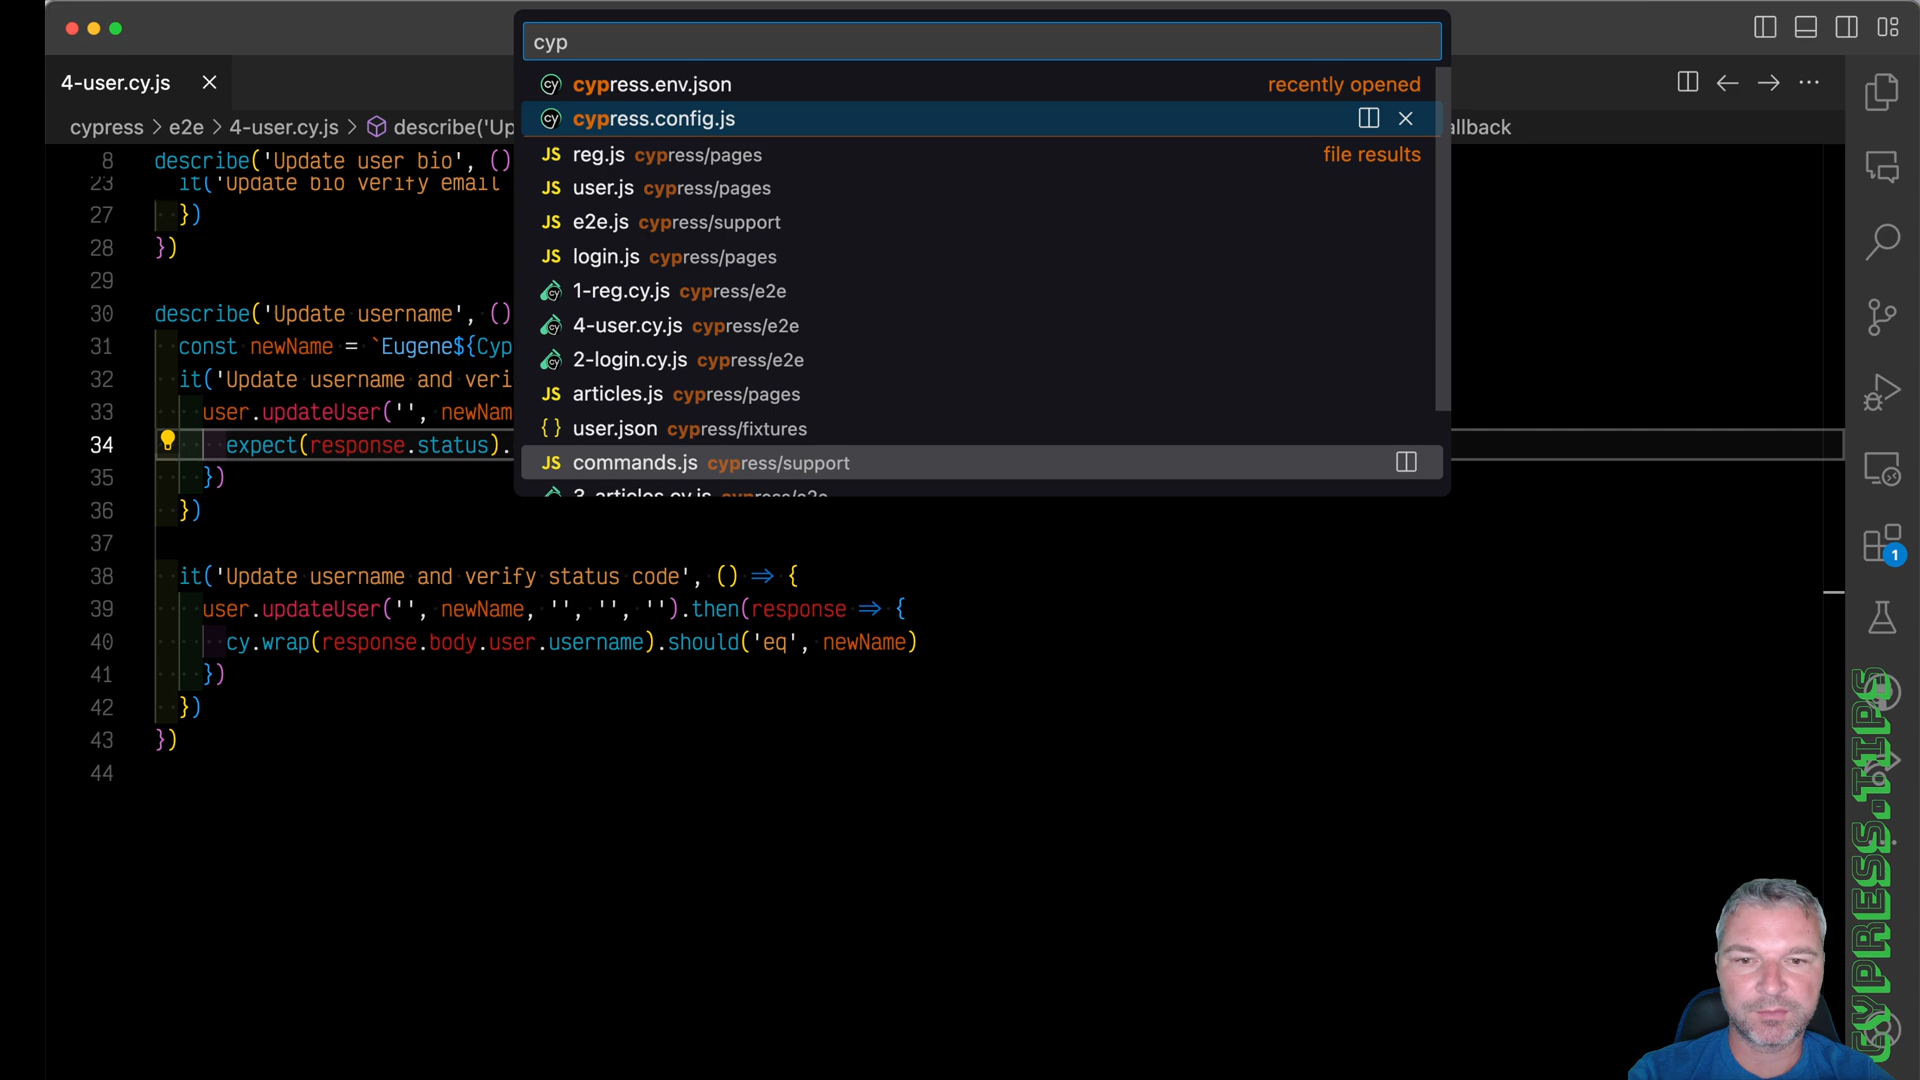 cyp
4-user.cy.js
cypress.env.json recently opened
cypress.config.js
cypress > e2e > 4-user.cy.js > describe('Up allback
reg.js cypress/pages file results
user.js cypress/pages
e2e.js cypress/support
login.js cypress/pages
1-reg.cy.js cypress/e2e
4-user.cy.js cypress/e2e
2-login.cy.js cypress/e2e
articles.js cypress/pages
user.json cypress/fixtures
commands.js cypress/support
3-articles.cy.js cypress/e2e
8 describe('Update user bio', ()
23 it('Update bio verify email
27 })
28 })
29
30 describe('Update username', ()
31 const newName = `Eugene${Cyp
32 it('Update username and veri
33 user.updateUser('', newNam
34 expect(response.status).
35 })
36 })
37
38 it('Update username and verify status code', () => {
39 user.updateUser('', newName, '', '', '').then(response => {
40 cy.wrap(response.body.user.username).should('eq', newName)
41 })
42 })
43 })
44
1
CYPRESS.TIPS